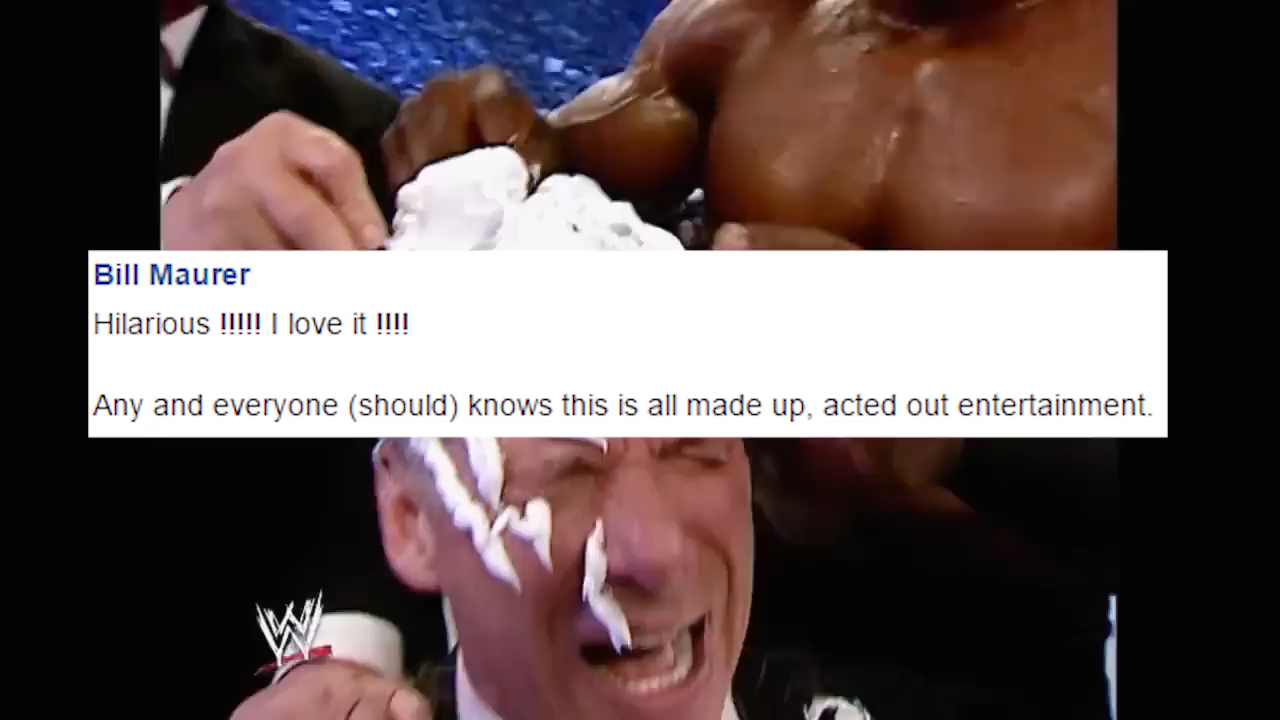 Bill Maurer
Hilarious !!!!! I love it !!!!
Any and everyone (should) knows this is all made up, acted out entertainment.
W